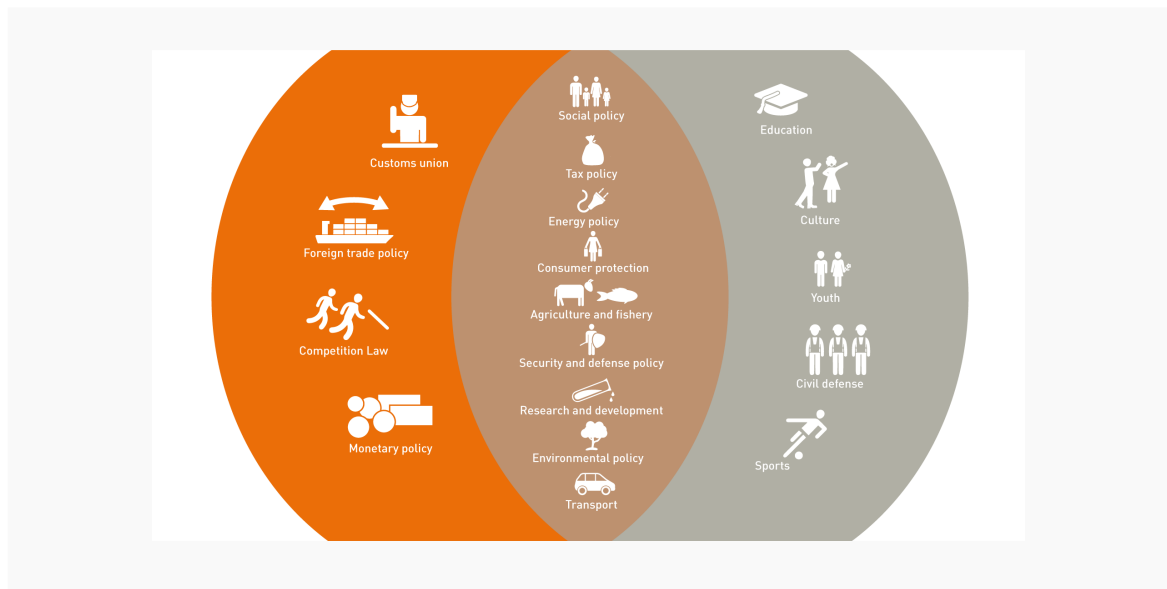 Customs union
Foreign trade policy
Competition Law
Monetary policy
Social policy
Tax policy
Energy policy
Consumer protection
Agriculture and fishery
Security and defense policy
Research and development
Environmental policy
Transport
Education
Culture
Youth
Civil defense
Sports